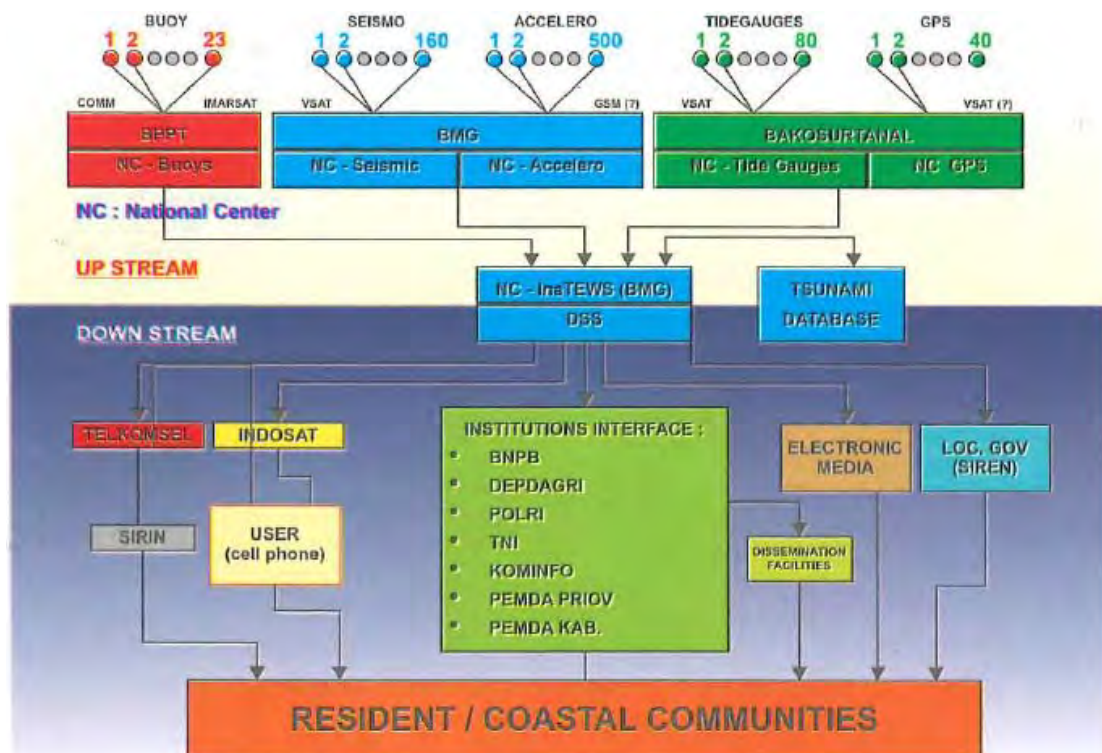 BUOY
SEISMO
ACCELERO
TIDEGAUGES
GPS
1 2 23
1 2 160
1 2 500
1 2 80
1 2 40
COMM
IMARSAT
VSAT
GSM (?)
VSAT
VSAT (?)
BPPT
BMG
BAKOSURTANAL
NC - Buoys
NC - Seismic
NC - Accelero
NC - Tide Gauges
NC GPS
NC : National Center
UP STREAM
NC - InaTEWS (BMG)
DSS
TSUNAMI
DATABASE
DOWN STREAM
TELKOMSEL
INDOSAT
INSTITUTIONS INTERFACE :
• BNPB
• DEPDAGRI
• POLRI
• TNI
• KOMINFO
• PEMDA PRIOV
• PEMDA KAB.
ELECTRONIC
MEDIA
LOC. GOV
(SIREN)
SIRIN
USER
(cell phone)
DISSEMINATION
FACILITIES
RESIDENT / COASTAL COMMUNITIES